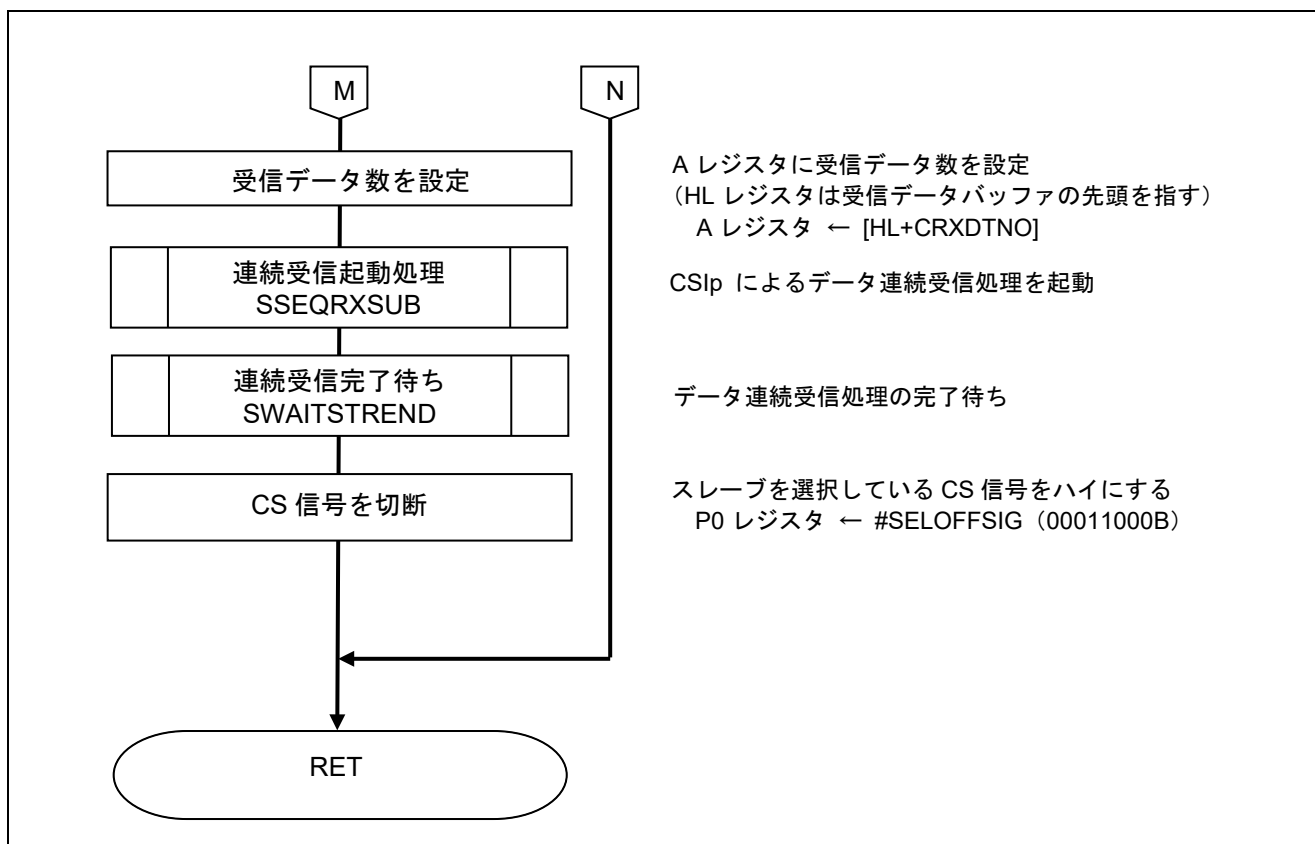 M
N
受信データ数を設定
A レジスタに受信データ数を設定
（HL レジスタは受信データバッファの先頭を指す）
A レジスタ ← [HL+CRXDTNO]
連続受信起動処理
SSEQRXSUB
CSIp によるデータ連続受信処理を起動
連続受信完了待ち
SWAITSTREND
データ連続受信処理の完了待ち
CS 信号を切断
スレーブを選択している CS 信号をハイにする
P0 レジスタ ← #SELOFFSIG（00011000B）
RET